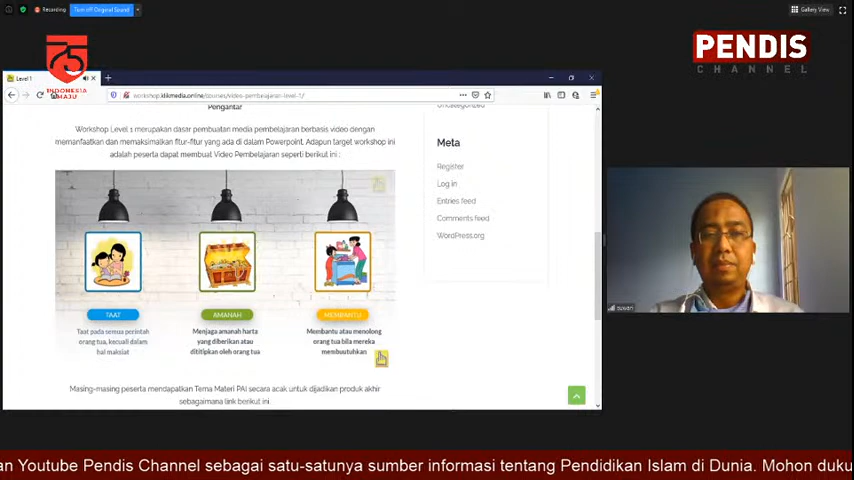 Recording
Turn off Original Sound
Gallery View
75
INDONESIA
MAJU
PENDIS
CHANNEL
Level 1
workshop.klikmedia.online/courses/video-pembelajaran-level-1/
Pengantar
Workshop Level 1 merupakan dasar pembuatan media pembelajaran berbasis video dengan
memanfaatkan dan memaksimalkan fitur-fitur yang ada di dalam Powerpoint. Adapun target workshop ini
adalah peserta dapat membuat Video Pembelajaran seperti berikut ini :
Uncategorized
Meta
Register
Log in
Entries feed
Comments feed
WordPress.org
TAAT
Taat pada semua perintah
orang tua, kecuali dalam
hal maksiat
AMANAH
Menjaga amanah harta
yang diberikan atau
dititipkan oleh orang tua
MEMBANTU
Membantu atau menolong
orang tua bila mereka
membuutuhkan
Masing-masing peserta mendapatkan Tema Materi PAI secara acak untuk dijadikan produk akhir
sebagaimana link berikut ini.
suwari
an Youtube Pendis Channel sebagai satu-satunya sumber informasi tentang Pendidikan Islam di Dunia. Mohon duku